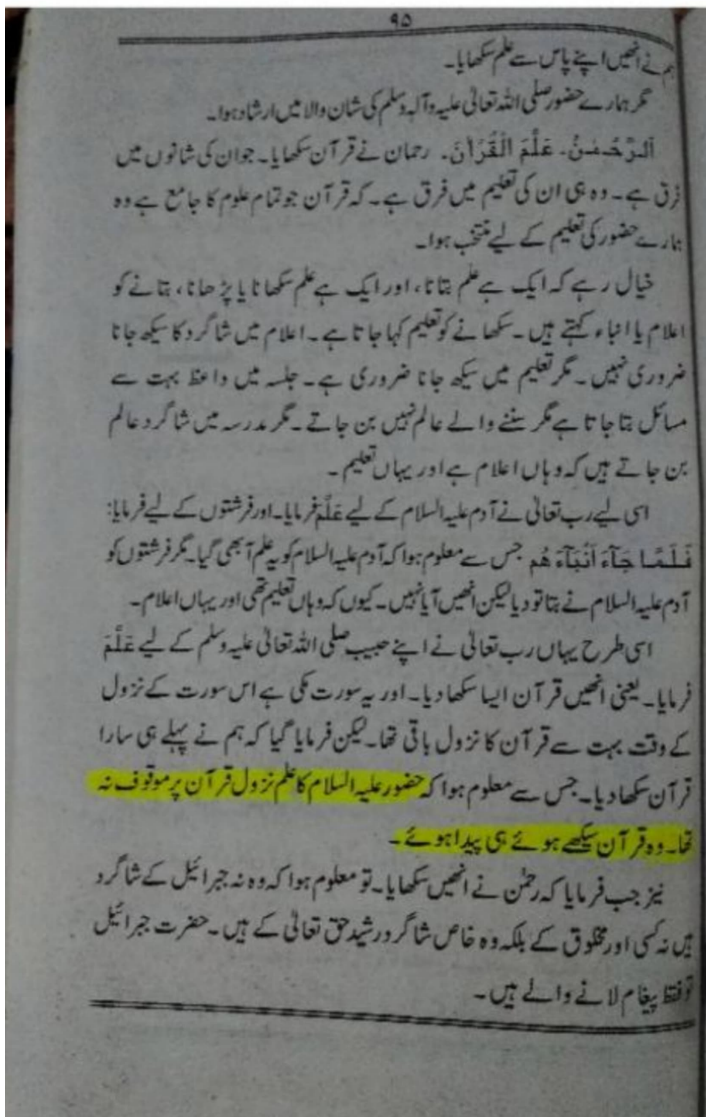 ۹۵
ہم نے انھیں اپنے پاس سے علم سکھایا۔
مگر ہمارے حضور صلی اللہ تعالیٰ علیہ وآلہ وسلم کی شان والا میں ارشاد ہوا۔
اَلرَّحْمٰنُ۔ عَلَّمَ الْقُرْاٰنَ۔ رحمان نے قرآن سکھایا۔ جوان کی شانوں میں
فرق ہے۔ وہ ہی ان کی تعلیم میں فرق ہے۔ کہ قرآن جو تمام علوم کا جامع ہے وہ
ہمارے حضور کی تعلیم کے لیے منتخب ہوا۔
خیال رہے کہ ایک ہے علم بتانا، اور ایک ہے علم سکھانا یا پڑھانا، بتانے کو
اعلام یا انباء کہتے ہیں۔ سکھانے کو تعلیم کہا جاتا ہے۔ اعلام میں شاگرد کا سیکھ جانا
ضروری نہیں۔ مگر تعلیم میں سیکھ جانا ضروری ہے۔ جلسہ میں واعظ بہت سے
مسائل بتا جاتا ہے مگر سننے والے عالم نہیں بن جاتے۔ مگر مدرسہ میں شاگرد عالم
بن جاتے ہیں کہ وہاں اعلام ہے اور یہاں تعلیم۔
اسی لیے رب تعالیٰ نے آدم علیہ السلام کے لیے عَلَّمَ فرمایا۔ اور فرشتوں کے لیے فرمایا:
فَلَمَّا جَآءَ اَنْبَآءَ هُم جس سے معلوم ہوا کہ آدم علیہ السلام کو یہ علم آ بھی گیا۔ مگر فرشتوں کو
آدم علیہ السلام نے بتا تو دیا لیکن انھیں آیا نہیں۔ کیوں کہ وہاں تعلیم تھی اور یہاں اعلام۔
اسی طرح یہاں رب تعالیٰ نے اپنے حبیب صلی اللہ تعالیٰ علیہ وسلم کے لیے عَلَّمَ
فرمایا۔ یعنی انھیں قرآن ایسا سکھا دیا۔ اور یہ سورت مکی ہے اس سورت کے نزول
کے وقت بہت سے قرآن کا نزول باقی تھا۔ لیکن فرمایا گیا کہ ہم نے پہلے ہی سارا
قرآن سکھا دیا۔ جس سے معلوم ہوا کہ حضور علیہ السلام کا علم نزول قرآن پر موقوف نہ
تھا۔ وہ قرآن سیکھے ہوئے ہی پیدا ہوئے۔
نیز جب فرمایا کہ رحمٰن نے انھیں سکھایا۔ تو معلوم ہوا کہ وہ نہ جبرائیل کے شاگرد
ہیں نہ کسی اور مخلوق کے بلکہ وہ خاص شاگرد رشید حق تعالیٰ کے ہیں۔ حضرت جبرائیل
تو فقط پیغام لانے والے ہیں۔